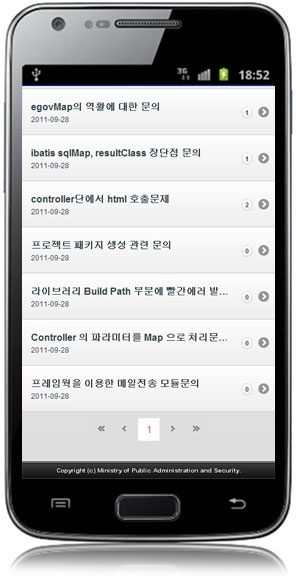 3G 18:52
egovMap의 역활에 대한 문의
2011-09-28
1
ibatis sqlMap, resultClass 장단점 문의
2011-09-28
1
controller단에서 html 호출문제
2011-09-28
2
프로젝트 패키지 생성 관련 문의
2011-09-28
0
라이브러리 Build Path 부분에 빨간에러 발...
2011-09-28
0
Controller 의 파라미터를 Map 으로 처리문...
2011-09-28
0
프레임웍을 이용한 메일전송 모듈문의
2011-09-28
0
1
Copyright (c) Ministry of Public Administration and Security.